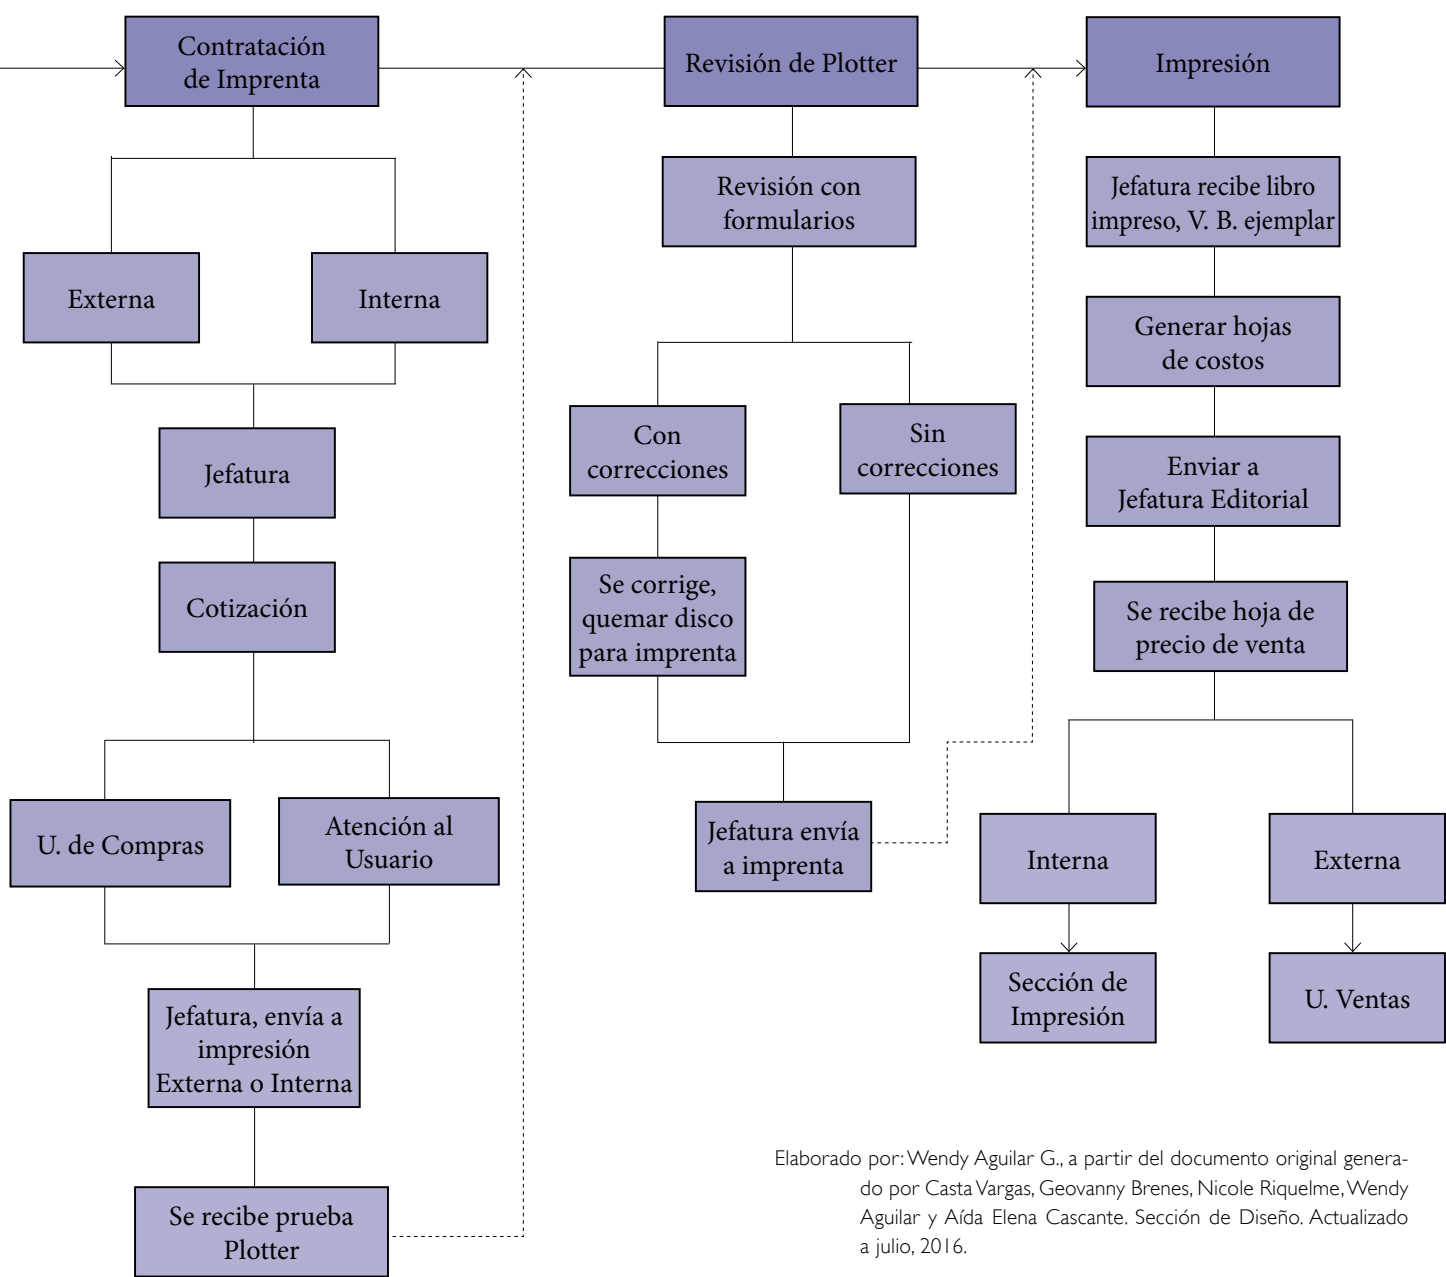 Contratación
de Imprenta
Externa
Interna
Jefatura
Cotización
U. de Compras
Atención al
Usuario
Jefatura, envía a
impresión
Externa o Interna
Se recibe prueba
Plotter
Revisión de Plotter
Revisión con
formularios
Con
correcciones
Sin
correcciones
Se corrige,
quemar disco
para imprenta
Jefatura envía
a imprenta
Impresión
Jefatura recibe libro
impreso, V. B. ejemplar
Generar hojas
de costos
Enviar a
Jefatura Editorial
Se recibe hoja de
precio de venta
Interna
Externa
Sección de
Impresión
U. Ventas
Elaborado por: Wendy Aguilar G., a partir del documento original genera-
do por Casta Vargas, Geovanny Brenes, Nicole Riquelme, Wendy
Aguilar y Aída Elena Cascante. Sección de Diseño. Actualizado
a julio, 2016.